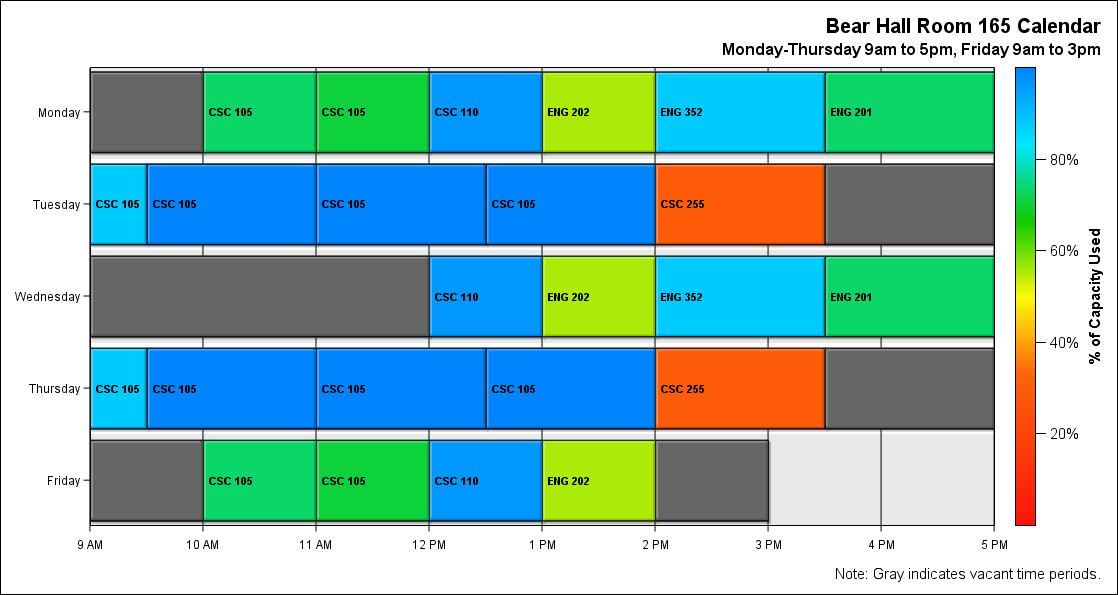 Bear Hall Room 165 Calendar
Monday-Thursday 9am to 5pm, Friday 9am to 3pm
Monday
CSC 105
CSC 105
CSC 110
ENG 202
ENG 352
ENG 201
Tuesday
CSC 105
CSC 105
CSC 105
CSC 105
CSC 255
Wednesday
CSC 110
ENG 202
ENG 352
ENG 201
Thursday
CSC 105
CSC 105
CSC 105
CSC 105
CSC 255
Friday
CSC 105
CSC 105
CSC 110
ENG 202
9 AM
10 AM
11 AM
12 PM
1 PM
2 PM
3 PM
4 PM
5 PM
80%
60%
40%
20%
% of Capacity Used
Note: Gray indicates vacant time periods.